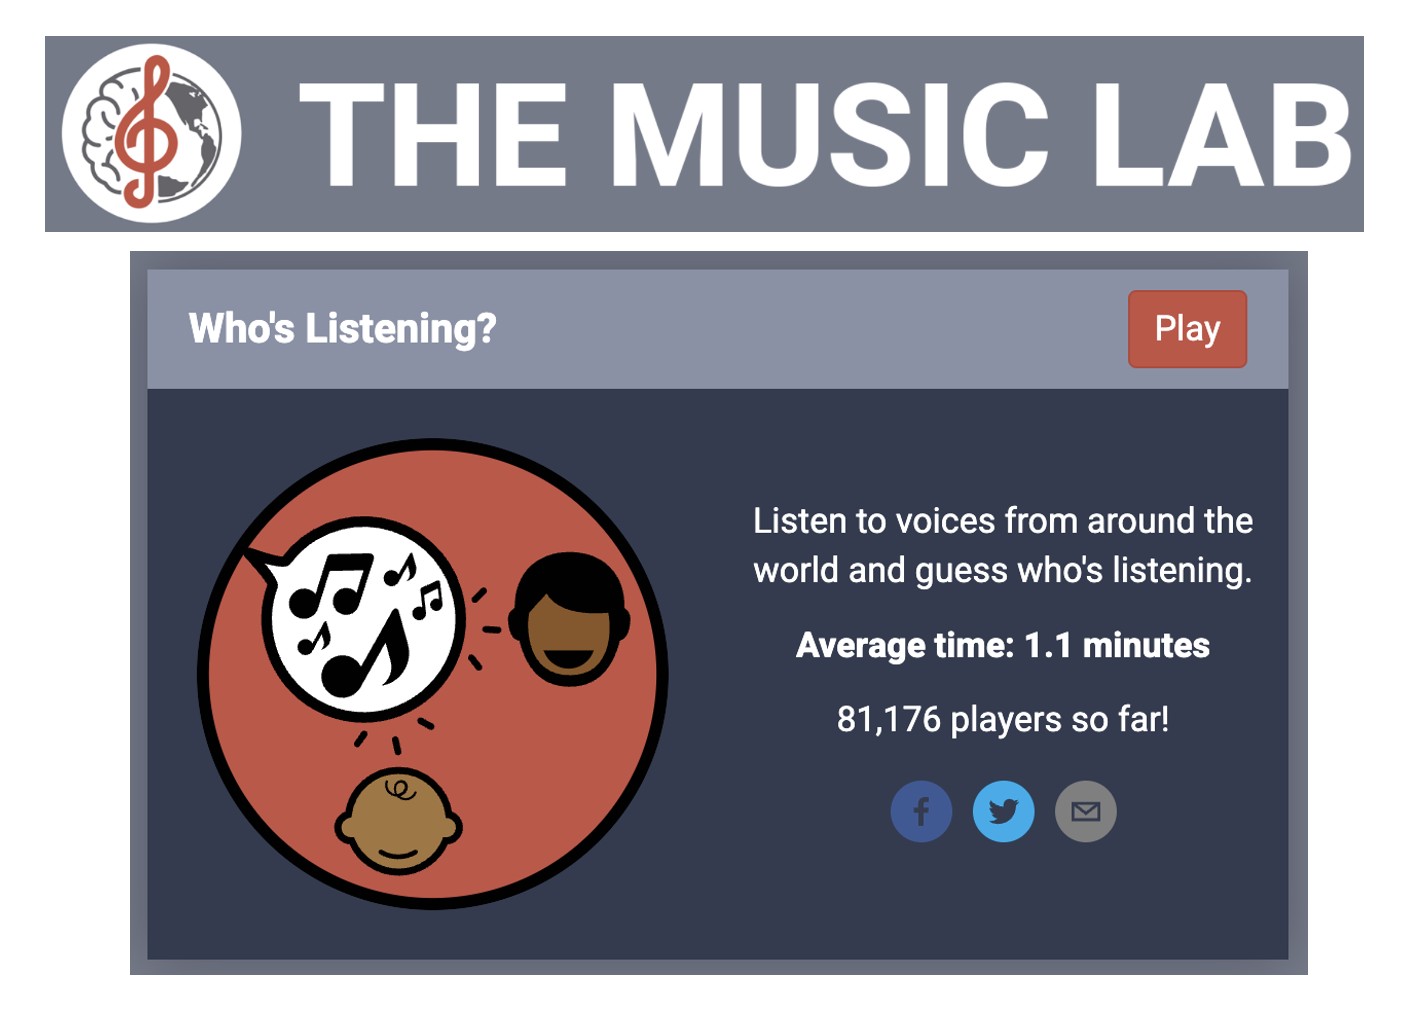 THE MUSIC LAB
Who's Listening?
Play
Listen to voices from around the
world and guess who's listening.
Average time: 1.1 minutes
81,176 players so far!